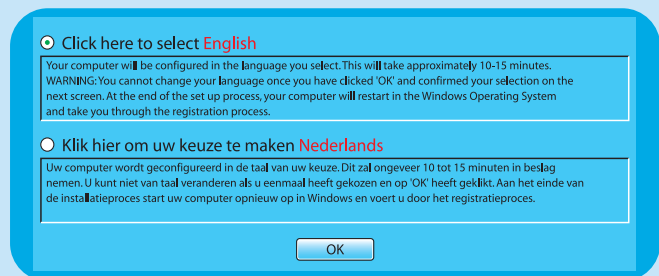 Click here to select English
Your computer will be configured in the language you select. This will take approximately 10-15 minutes.
WARNING: You cannot change your language once you have clicked 'OK' and confirmed your selection on the
next screen. At the end of the set up process, your computer will restart in the Windows Operating System
and take you through the registration process.
Klik hier om uw keuze te maken Nederlands
Uw computer wordt geconfigureerd in de taal van uw keuze. Dit zal ongeveer 10 tot 15 minuten in beslag
nemen. U kunt niet van taal veranderen als u eenmaal heeft gekozen en op 'OK' heeft geklikt. Aan het einde van
de installatieproces start uw computer opnieuw op in Windows en voert u door het registratieproces.
OK